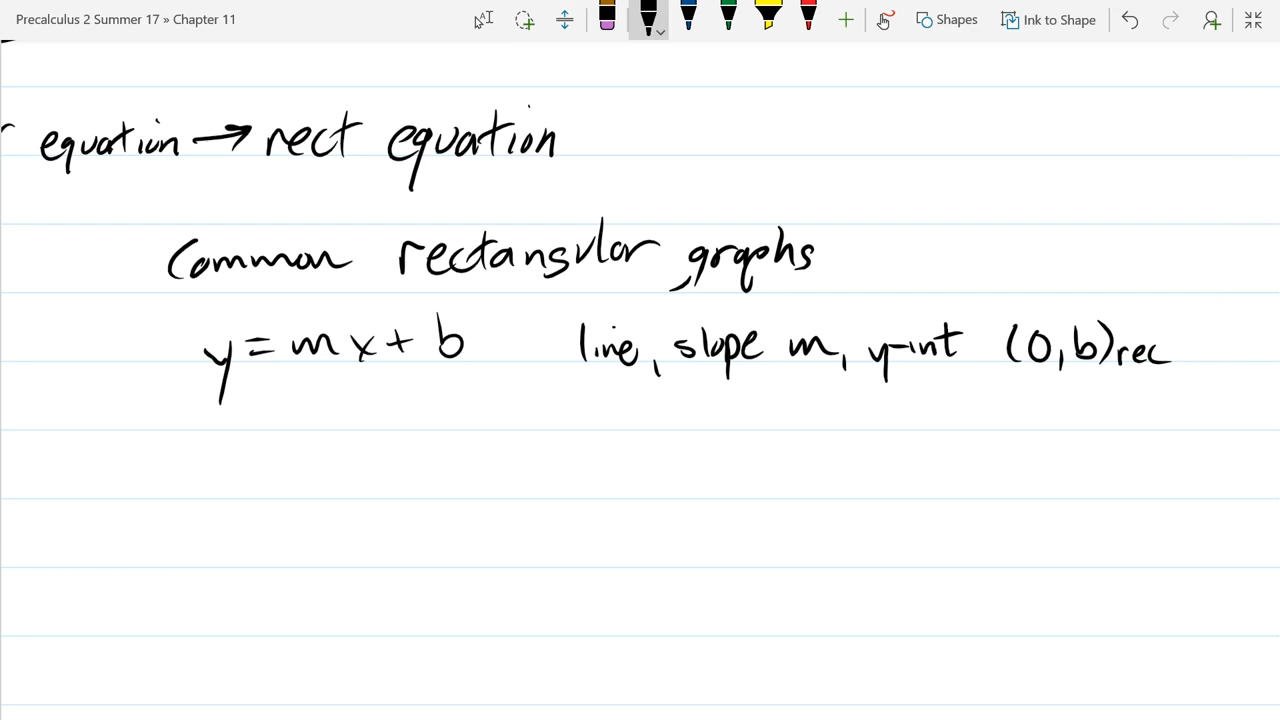 Precalculus 2 Summer 17 » Chapter 11
Shapes
Ink to Shape
equation → rect equation
Common rectangular graphs
y = mx + b line, slope m, y-int (0, b)rec